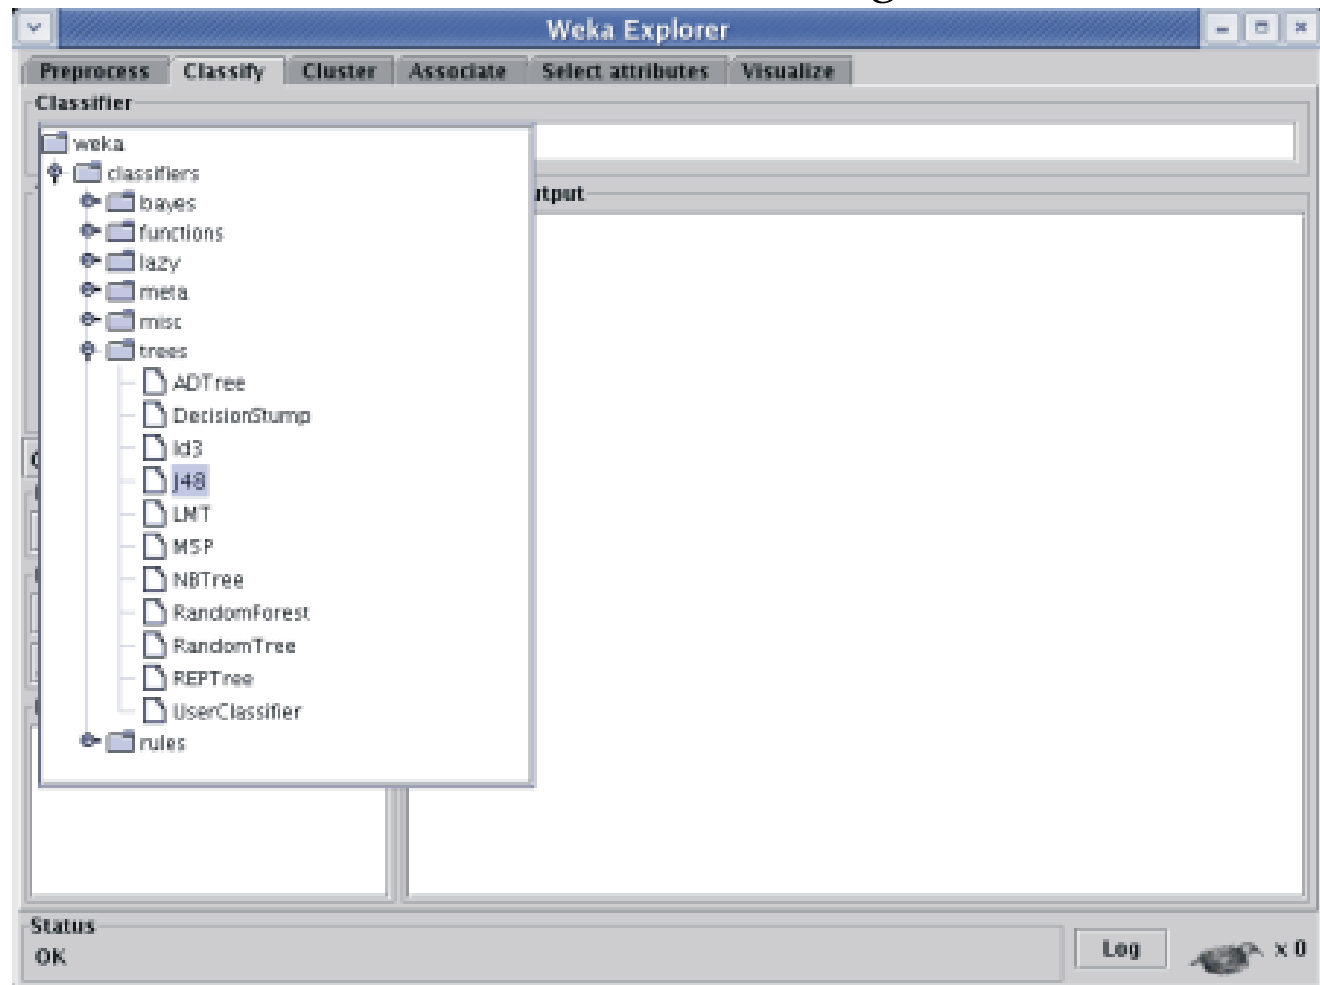 Weka Explorer
Preprocess Classify Cluster Associate Select attributes Visualize
Classifier
weka
classifiers
bayes
functions
lazy
meta
misc
trees
ADTree
DecisionStump
Id3
J48
LMT
M5P
NBTree
RandomForest
RandomTree
REPTree
UserClassifier
rules
Status
OK
Log
x 0